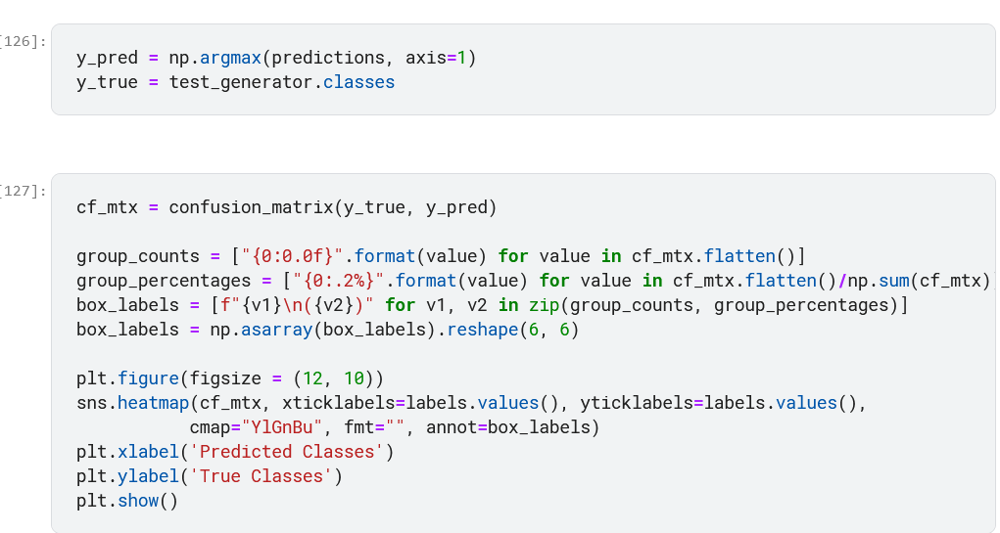 [126]:
y_pred = np.argmax(predictions, axis=1)
y_true = test_generator.classes
[127]:
cf_mtx = confusion_matrix(y_true, y_pred)
group_counts = ["{0:0.0f}".format(value) for value in cf_mtx.flatten()]
group_percentages = ["{0:.2%}".format(value) for value in cf_mtx.flatten()/np.sum(cf_mtx)
box_labels = [f"{v1}\n({v2})" for v1, v2 in zip(group_counts, group_percentages)]
box_labels = np.asarray(box_labels).reshape(6, 6)
plt.figure(figsize = (12, 10))
sns.heatmap(cf_mtx, xticklabels=labels.values(), yticklabels=labels.values(),
           cmap="YlGnBu", fmt="", annot=box_labels)
plt.xlabel('Predicted Classes')
plt.ylabel('True Classes')
plt.show()